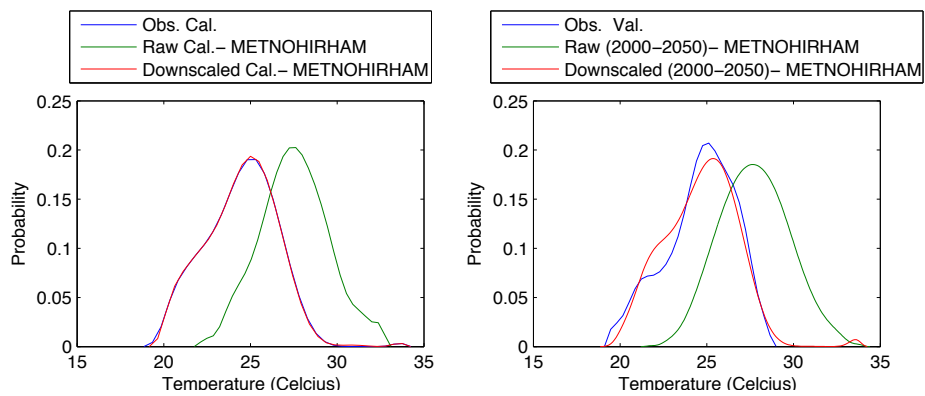 Obs. Cal.
Raw Cal.− METNOHIRHAM
Downscaled Cal.− METNOHIRHAM
0.25
0.2
0.15
0.1
0.05
0
Probability
15
20
25
30
35
Temperature (Celcius)
Obs. Val.
Raw (2000−2050)− METNOHIRHAM
Downscaled (2000−2050)− METNOHIRHAM
0.25
0.2
0.15
0.1
0.05
0
Probability
15
20
25
30
35
Temperature (Celcius)